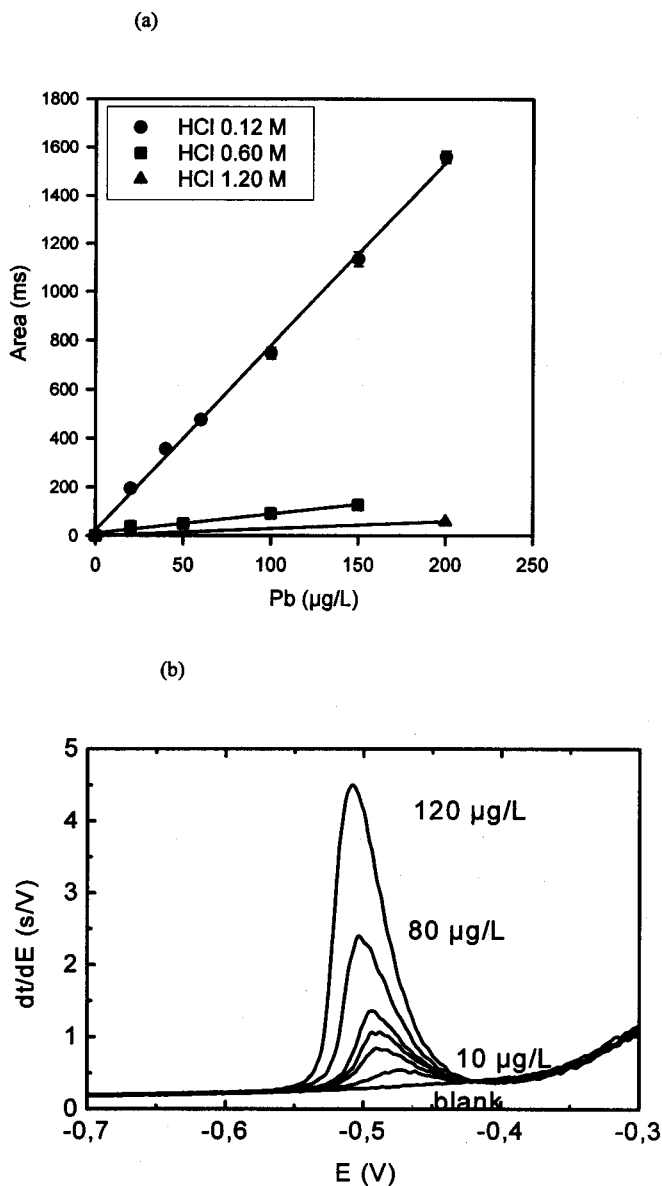 (a)
1800
1600
1400
1200
1000
800
600
400
200
0
Area (ms)
HCl 0.12 M
HCl 0.60 M
HCl 1.20 M
0 50 100 150 200 250
Pb (µg/L)
(b)
5
4
3
2
1
0
dt/dE (s/V)
120 µg/L
80 µg/L
10 µg/L
blank
-0,7 -0,6 -0,5 -0,4 -0,3
E (V)